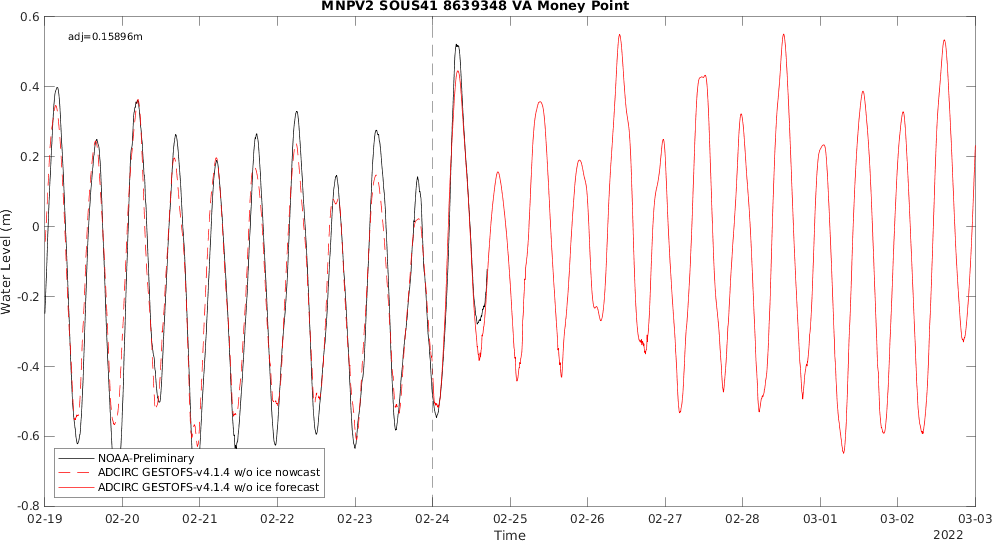 MNPV2 SOUS41 8639348 VA Money Point
adj=0.15896m
Water Level (m)
0.6
0.4
0.2
0
-0.2
-0.4
-0.6
-0.8
NOAA-Preliminary
ADCIRC GESTOFS-v4.1.4 w/o ice nowcast
ADCIRC GESTOFS-v4.1.4 w/o ice forecast
02-19 02-20 02-21 02-22 02-23 02-24 02-25 02-26 02-27 02-28 03-01 03-02 03-03
Time
2022